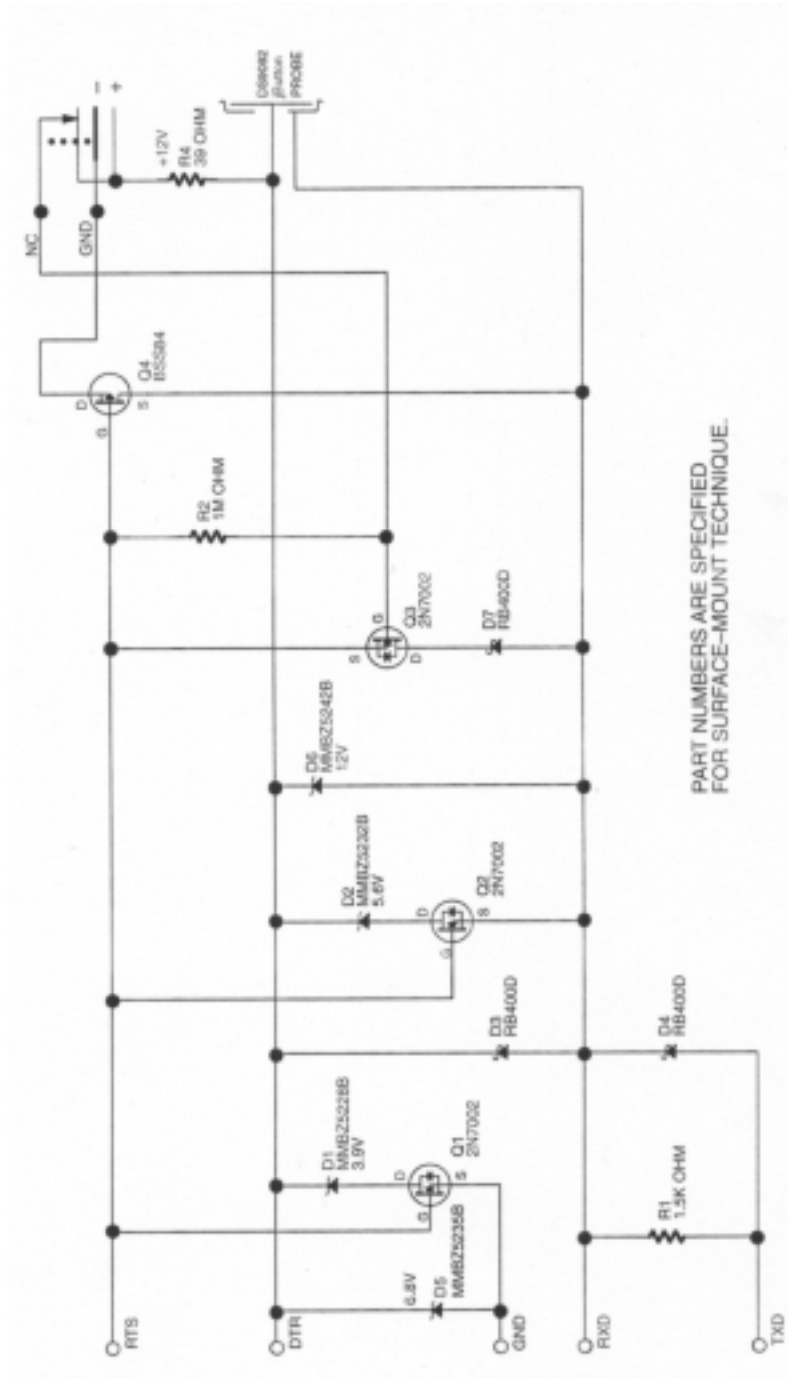 NC
GND
−
+
+12V
R4
39 OHM
DS9092
iButton
PROBE
D
G
S
Q4
BSS84
R2
1M OHM
S
G
D
Q3
2N7002
D7
RB400D
D6
MMBZ5242B
12V
D2
MMBZ5232B
5.6V
D
G
S
Q2
2N7002
D3
RB400D
D4
RB400D
D1
MMBZ5228B
3.9V
D
G
S
Q1
2N7002
6.8V
D5
MMBZ5235B
R1
1.5K OHM
RTS
DTR
GND
RXD
TXD
PART NUMBERS ARE SPECIFIED
FOR SURFACE–MOUNT TECHNIQUE.